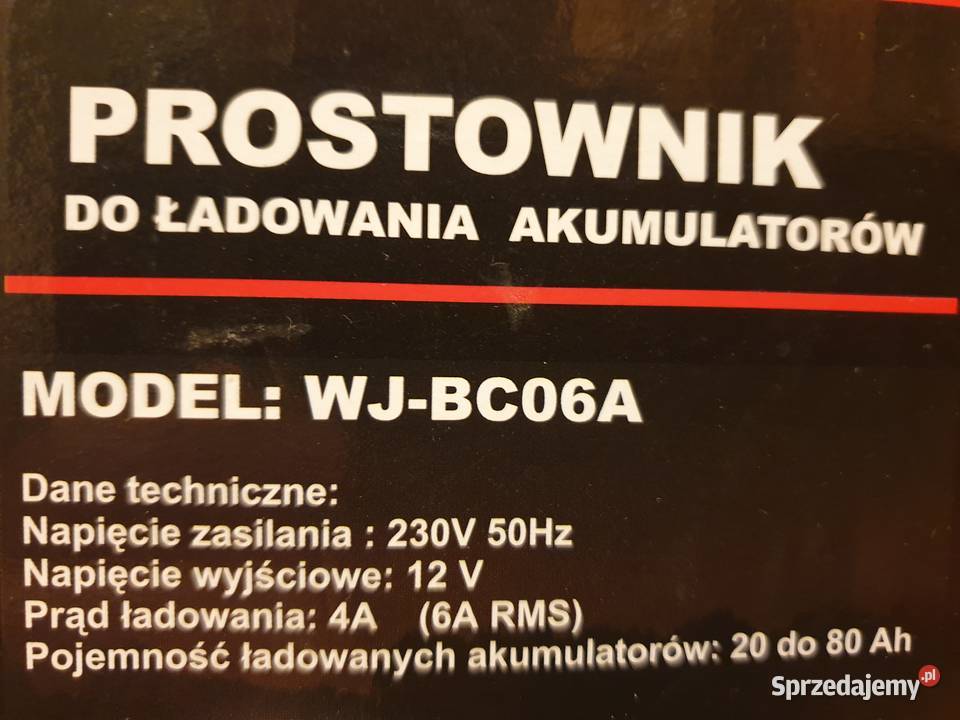 PROSTOWNIK
DO ŁADOWANIA AKUMULATORÓW
MODEL: WJ-BC06A
Dane techniczne:
Napięcie zasilania : 230V 50Hz
Napięcie wyjściowe: 12 V
Prąd ładowania: 4A (6A RMS)
Pojemność ładowanych akumulatorów: 20 do 80 Ah
Sprzedajemy.pl